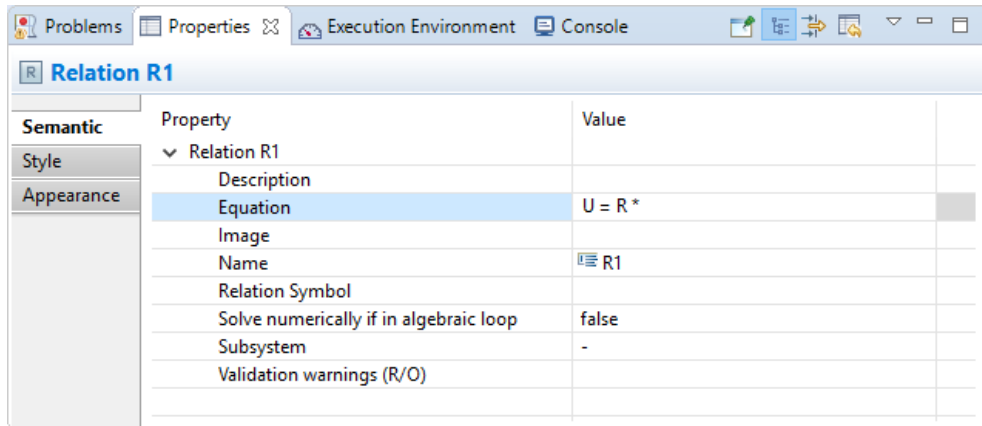 Problems Properties Execution Environment Console
R Relation R1
Semantic Property Value
Style Relation R1
Description
Appearance Equation U = R *
Image
Name R1
Relation Symbol
Solve numerically if in algebraic loop false
Subsystem -
Validation warnings (R/O)